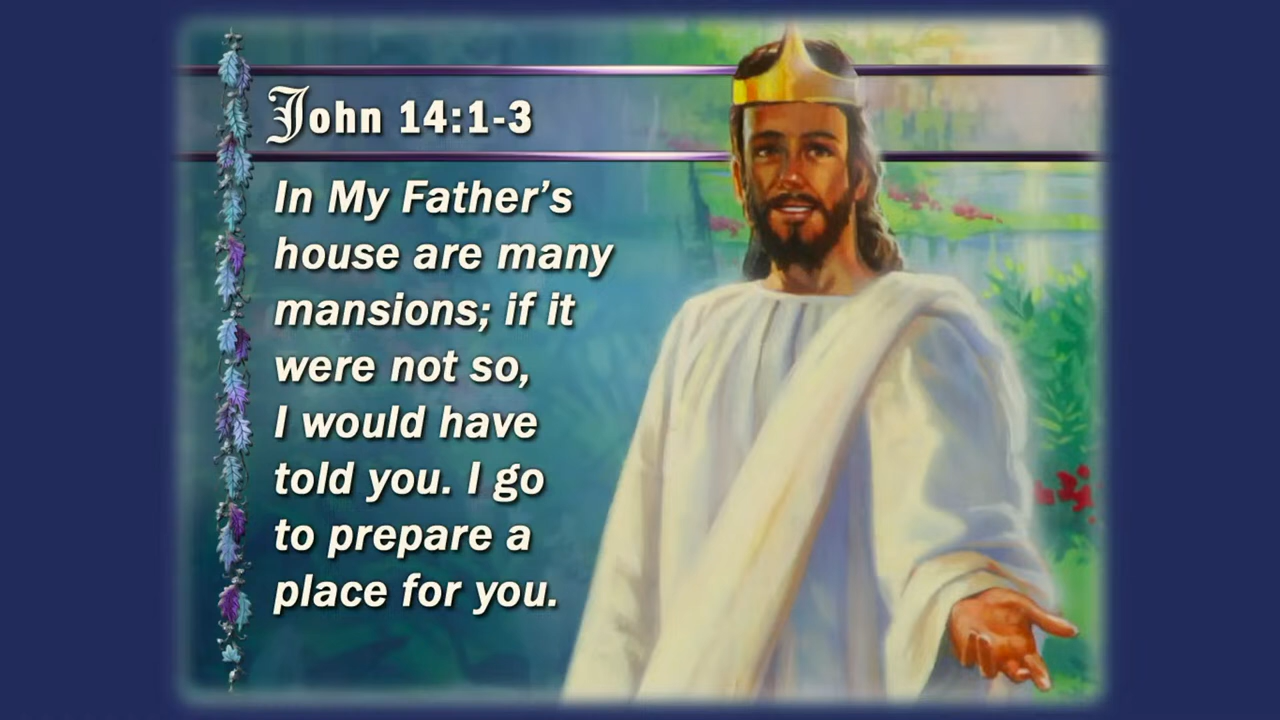 John 14:1-3
In My Father’s
house are many
mansions; if it
were not so,
I would have
told you. I go
to prepare a
place for you.